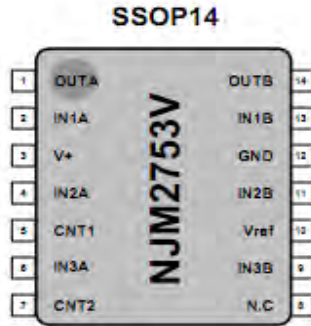 SSOP14
1 OUTA OUTB 14
2 IN1A IN1B 13
3 V+ GND 12
4 IN2A IN2B 11
5 CNT1 Vref 10
6 IN3A IN3B 9
7 CNT2 N.C 8
NJM2753V